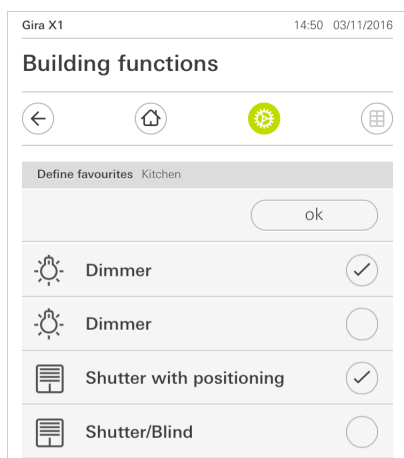 Gira X1 14:50 03/11/2016
Building functions
Define favourites Kitchen
ok
Dimmer
Dimmer
Shutter with positioning
Shutter/Blind